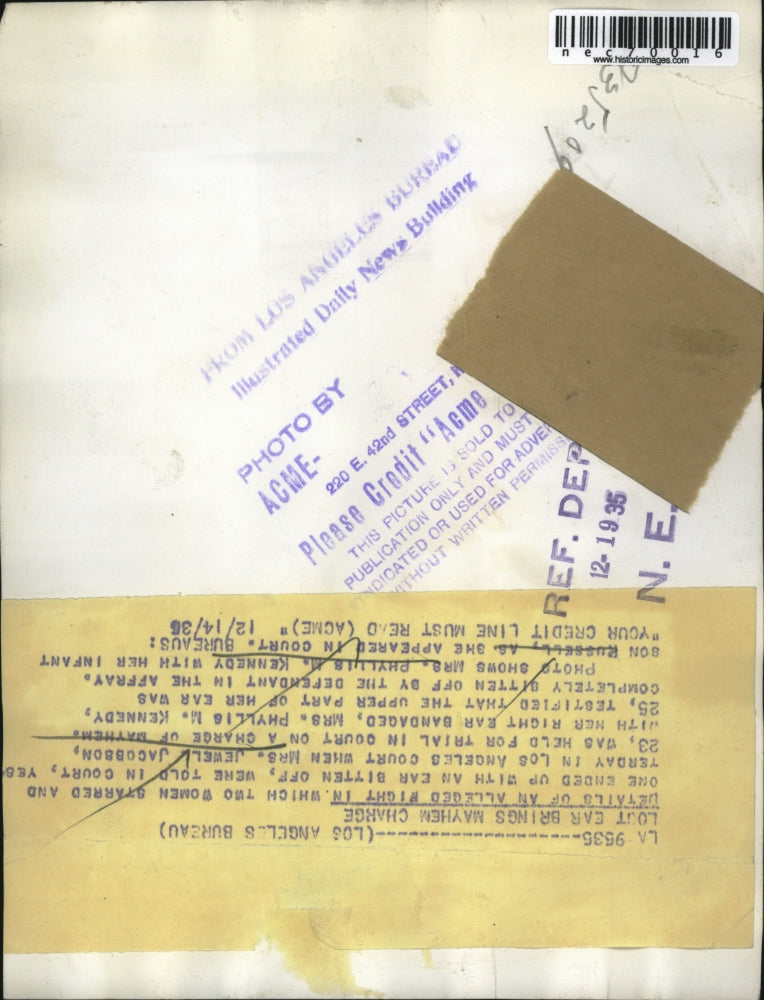 nec70016
www.historicimages.com
FROM LOS ANGELES BUREAU
Illustrated Daily News Building
PHOTO BY
ACME-
220 E. 42nd STREET, N
Please Credit "Acme
THIS PICTURE IS SOLD TO
PUBLICATION ONLY AND MUST
NDICATED OR USED FOR ADVE
ITHOUT WRITTEN PERMISS
REF. DEP
12-19 35
N. E.
LA 9535--------------------(LOS ANGELES BUREAU)
LOST EAR BRINGS MAYHEM CHARGE
DETAILS OF AN ALLEGED FIGHT IN WHICH TWO WOMEN STARRED AND
ONE ENDED UP WITH AN EAR BITTEN OFF, WERE TOLD IN COURT, YES
TERDAY IN LOS ANGELES COURT WHEN MRS. JEWEL JACOBSON,
23, WAS HELD FOR TRIAL IN COURT ON A CHARGE OF MAYHEM.
WITH HER RIGHT EAR BANDAGED, MRS. PHYLLIS M. KENNEDY,
25, TESTIFIED THAT THE UPPER PART OF HER EAR WAS
COMPLETELY BITTEN OFF BY THE DEFENDANT IN THE AFFRAY.
PHOTO SHOWS MRS. PHYLLIS M. KENNEDY WITH HER INFANT
SON RUSSELL, AS SHE APPEARED IN COURT. BUREAUS:
"YOUR CREDIT LINE MUST READ (ACME)" 12/14/35